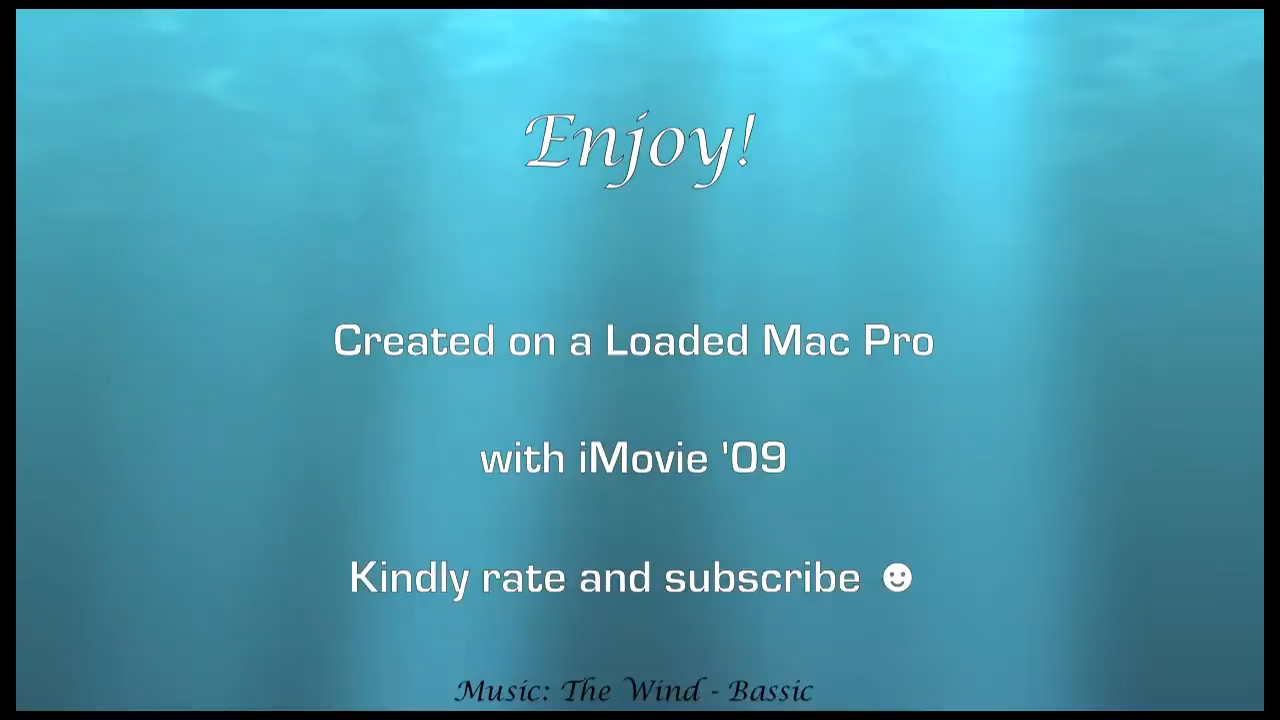 Enjoy!
Created on a Loaded Mac Pro
with iMovie '09
Kindly rate and subscribe ☻
Music: The Wind - Bassic